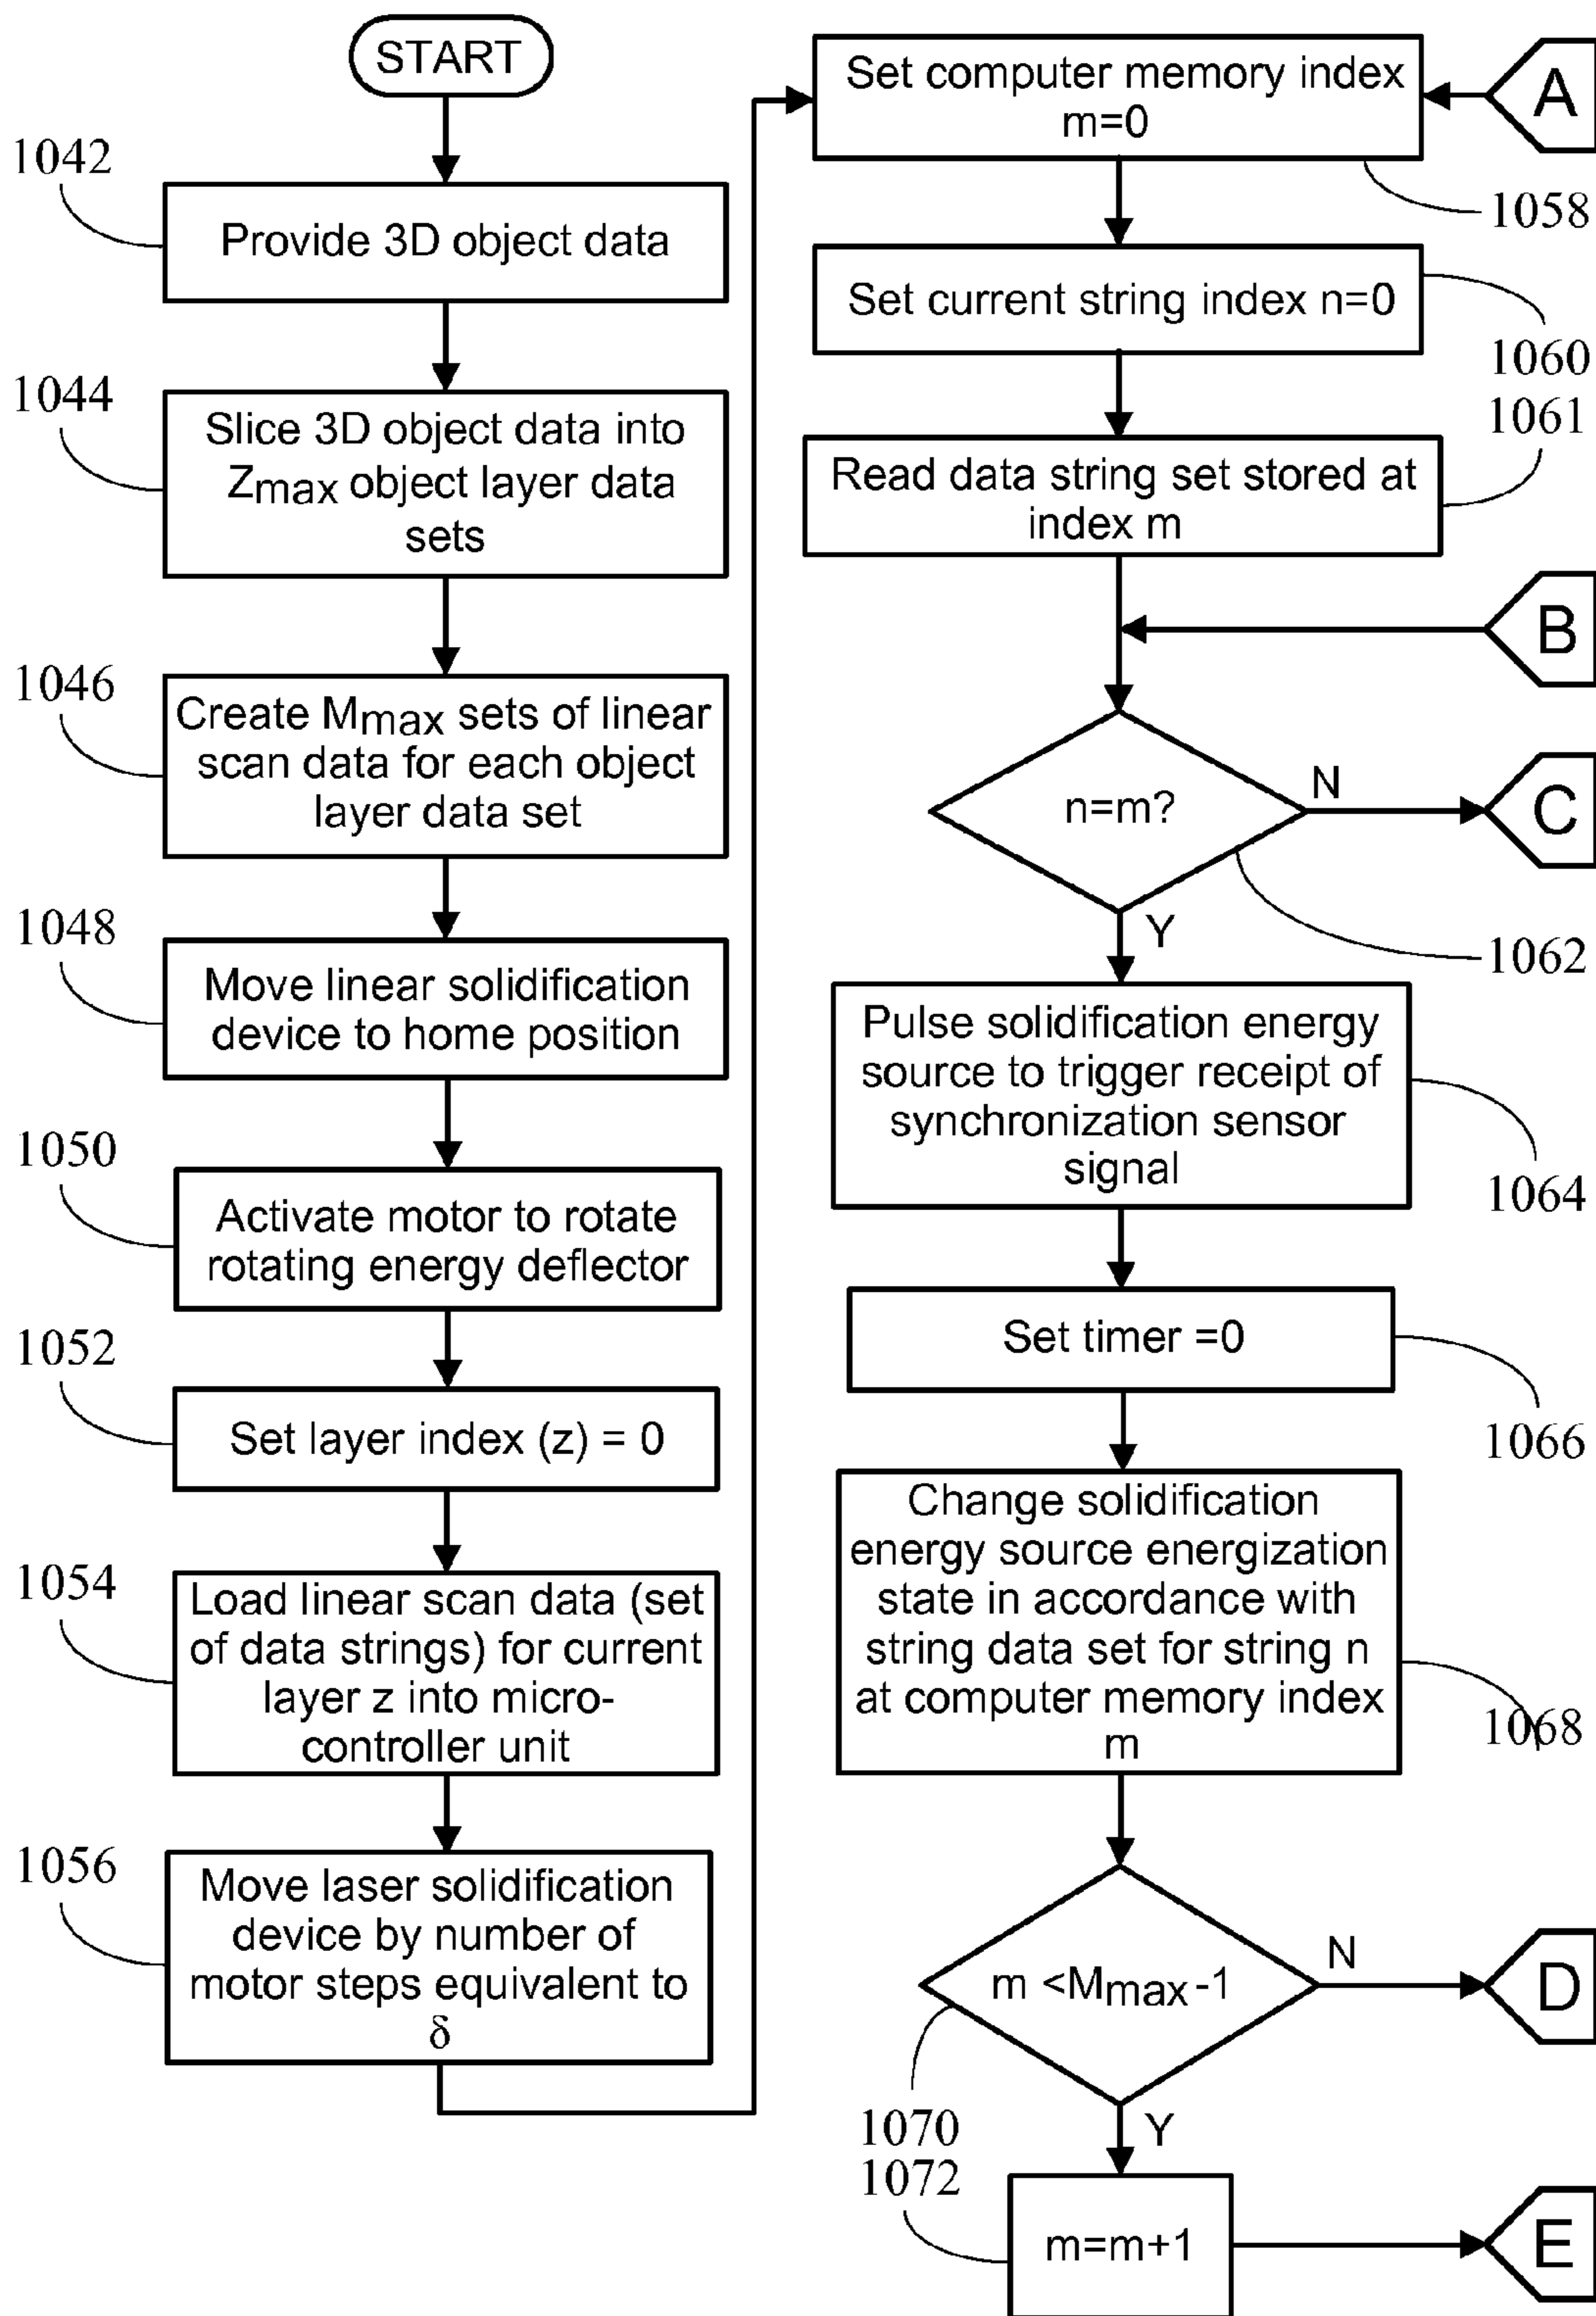 START
1042
Provide 3D object data
1044
Slice 3D object data into
Zmax object layer data
sets
1046
Create Mmax sets of linear
scan data for each object
layer data set
1048
Move linear solidification
device to home position
1050
Activate motor to rotate
rotating energy deflector
1052
Set layer index (z) = 0
1054
Load linear scan data (set
of data strings) for current
layer z into micro-
controller unit
1056
Move laser solidification
device by number of
motor steps equivalent to
δ
Set computer memory index
m=0
A
1058
Set current string index n=0
1060
1061
Read data string set stored at
index m
B
n=m?
N
C
Y
1062
Pulse solidification energy
source to trigger receipt of
synchronization sensor
signal
1064
Set timer =0
1066
Change solidification
energy source energization
state in accordance with
string data set for string n
at computer memory index
m
1068
m <Mmax-1
N
D
1070
Y
1072
m=m+1
E